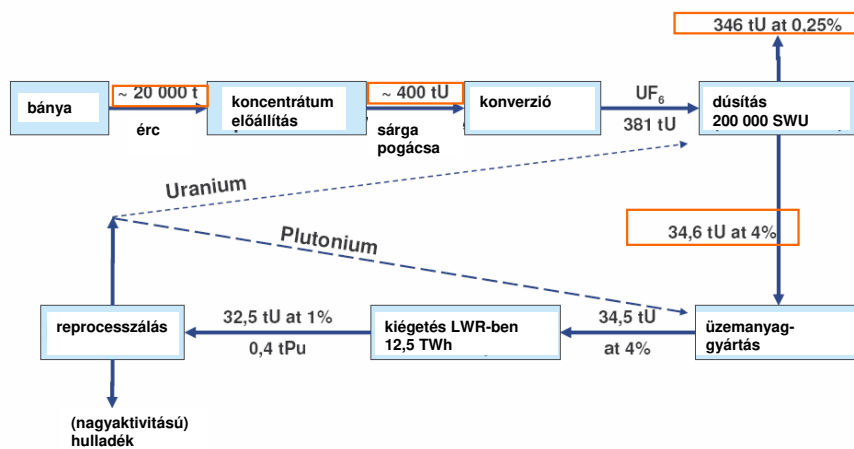 346 tU at 0,25%
bánya
~ 20 000 t
érc
koncentrátum
előállítás
~ 400 tU
sárga
pogácsa
konverzió
UF₆
381 tU
dúsítás
200 000 SWU
Uranium
Plutonium
34,6 tU at 4%
reprocesszálás
32,5 tU at 1%
0,4 tPu
kiégetés LWR-ben
12,5 TWh
34,5 tU
at 4%
üzemanyag-
gyártás
(nagyaktivitású)
hulladék